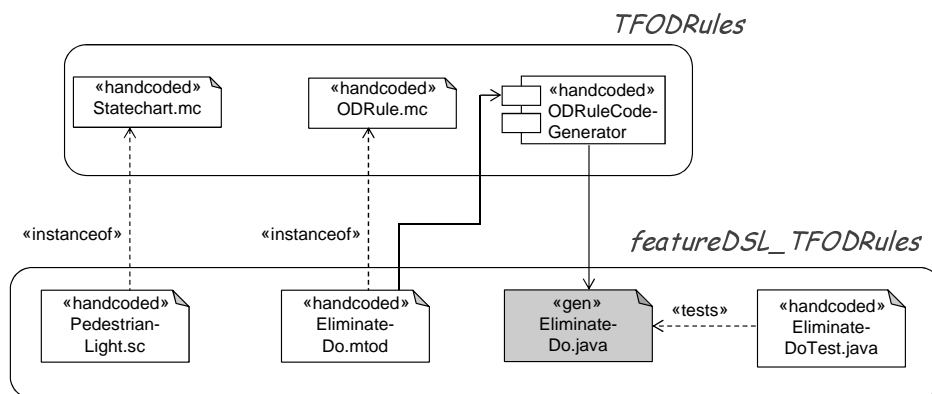 TFODRules
«handcoded»
Statechart.mc
«handcoded»
ODRule.mc
«handcoded»
ODRuleCode-
Generator
«instanceof»
«instanceof»
featureDSL_TFODRules
«handcoded»
Pedestrian-
Light.sc
«handcoded»
Eliminate-
Do.mtod
«gen»
Eliminate-
Do.java
«tests»
«handcoded»
Eliminate-
DoTest.java